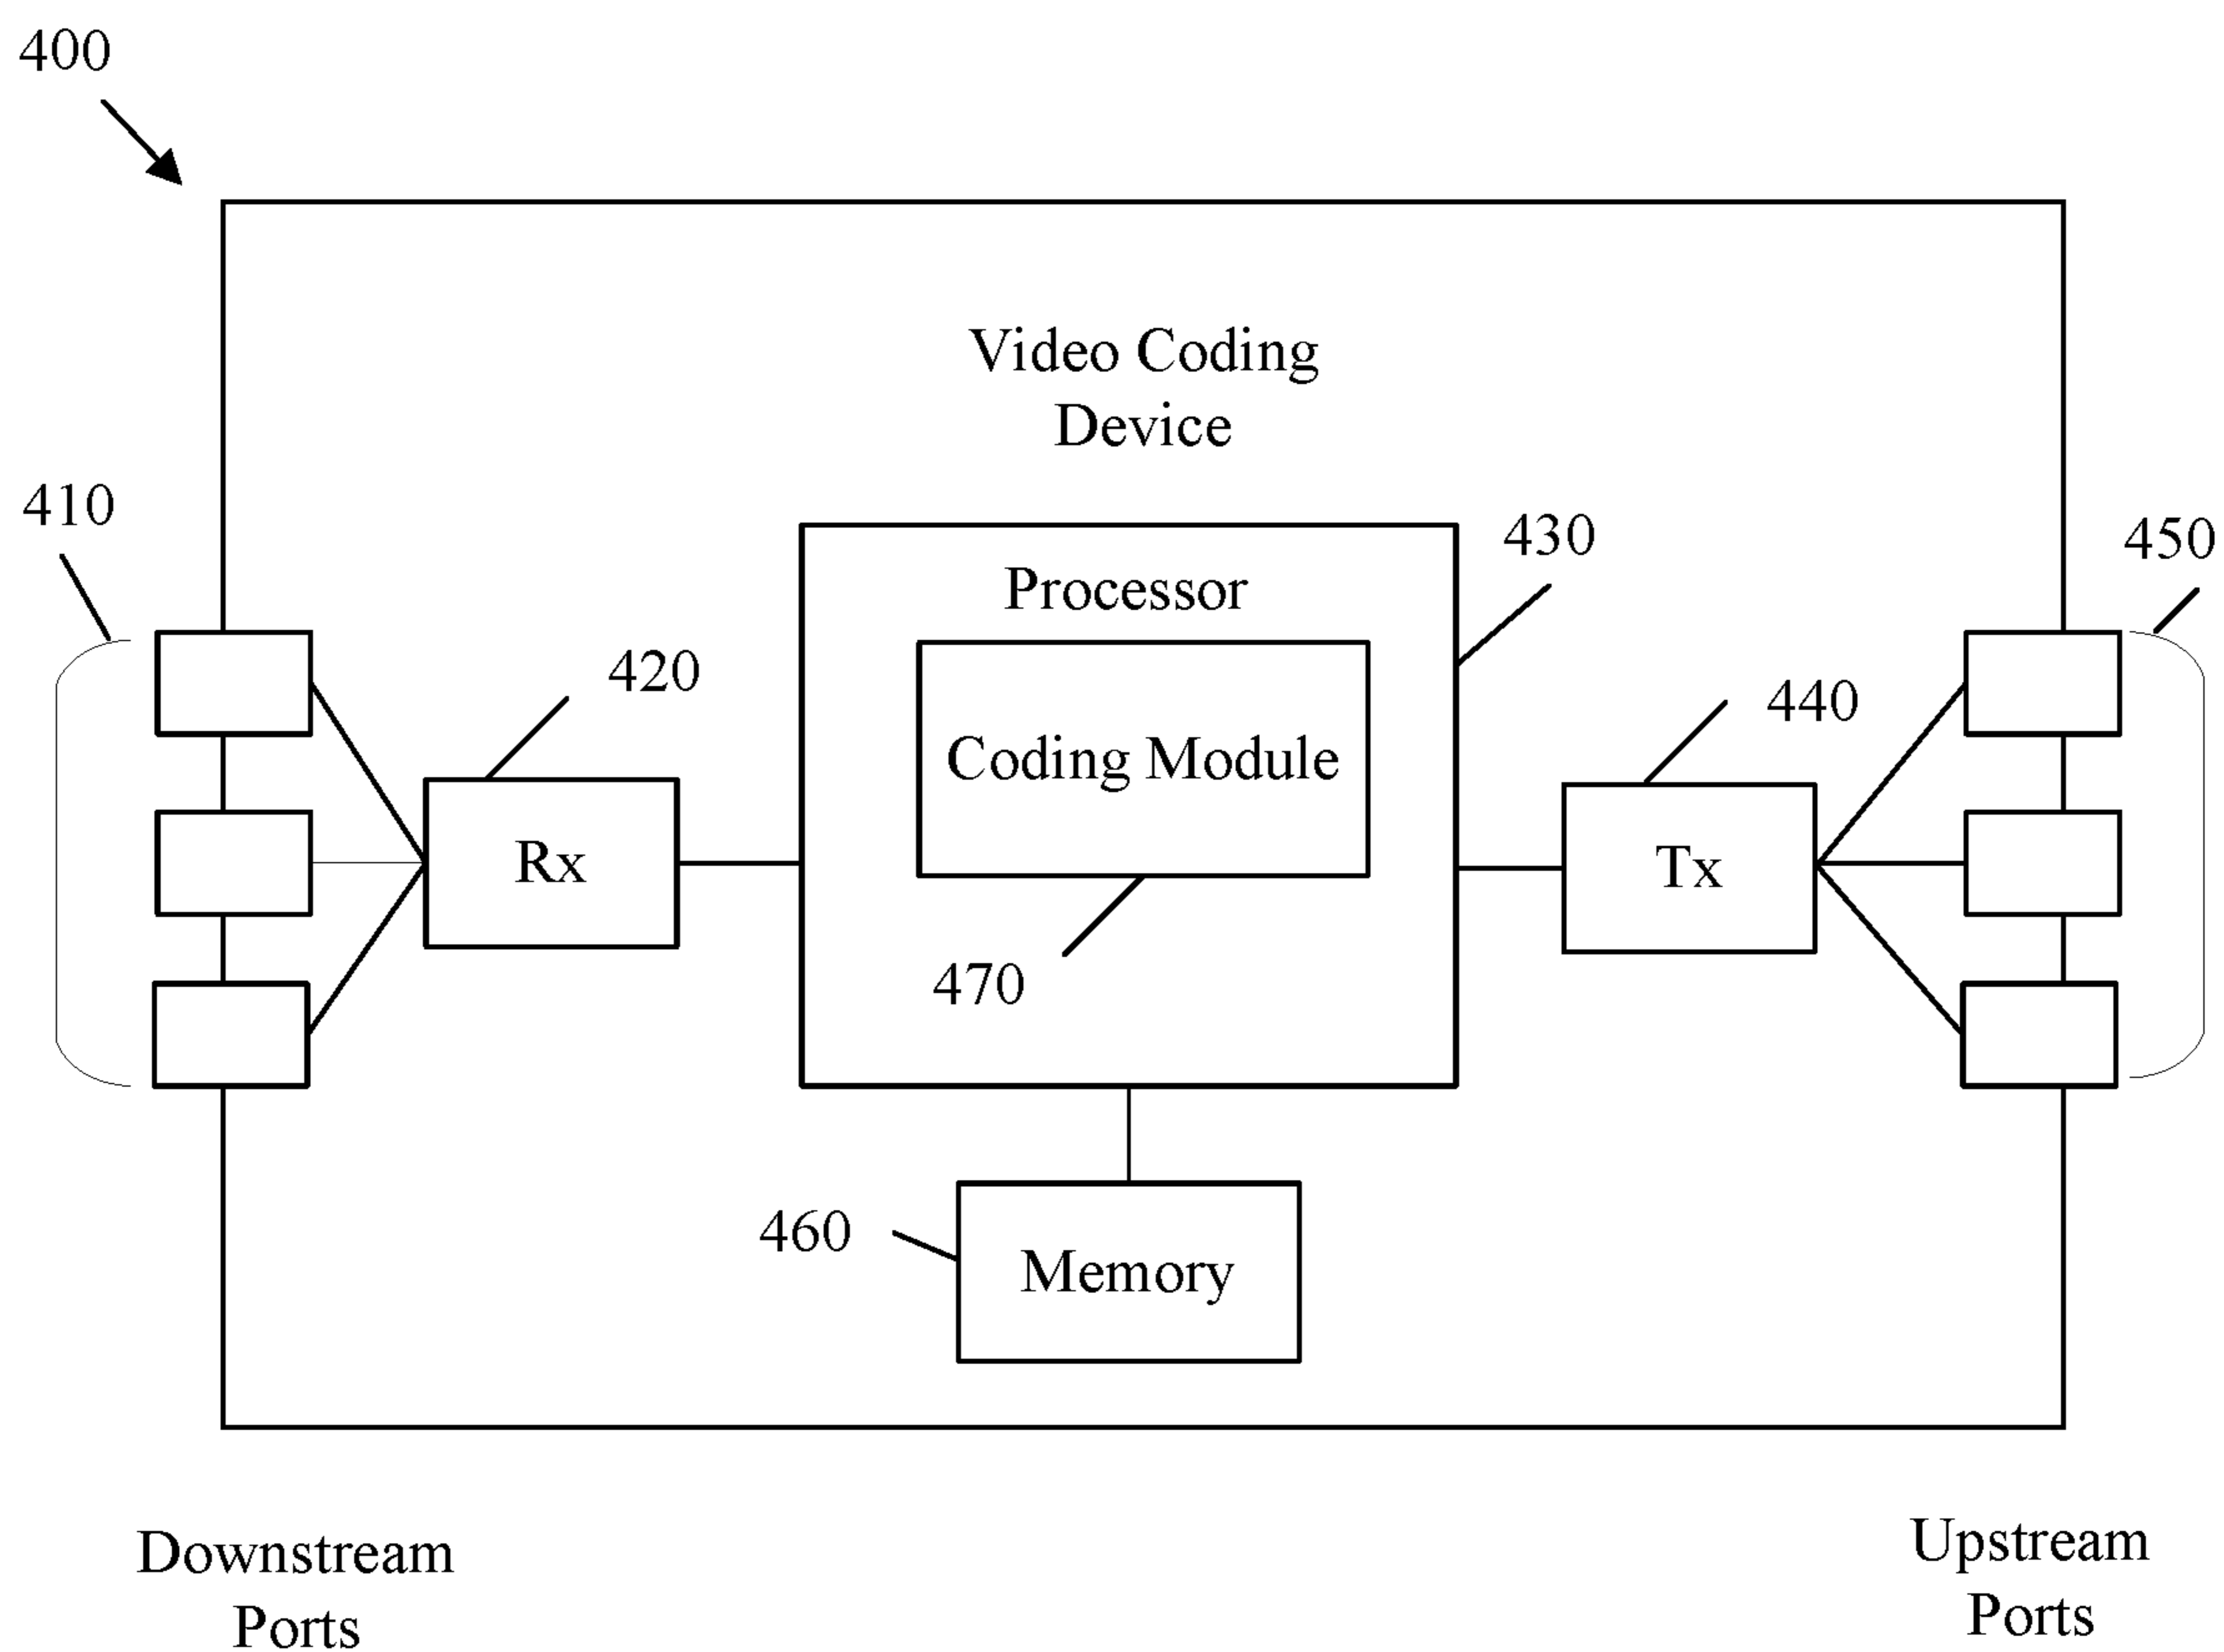 400
Video Coding
Device
410
430
450
Processor
420
440
Coding Module
Rx
Tx
470
460
Memory
Downstream
Ports
Upstream
Ports